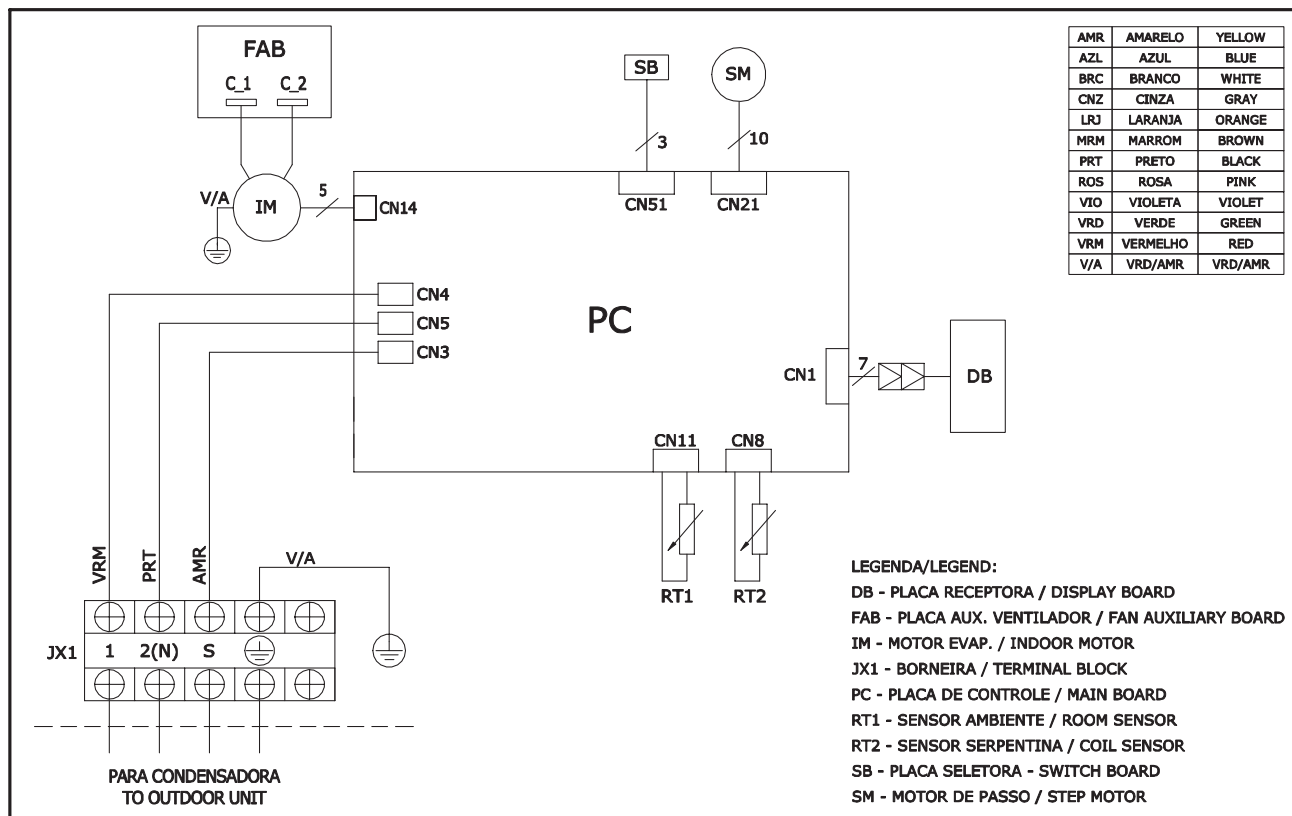 FAB
C_1 C_2
V/A
IM
5
CN14
SB
3
CN51
SM
10
CN21
AMR AMARELO YELLOW
AZL AZUL BLUE
BRC BRANCO WHITE
CNZ CINZA GRAY
LRJ LARANJA ORANGE
MRM MARROM BROWN
PRT PRETO BLACK
ROS ROSA PINK
VIO VIOLETA VIOLET
VRD VERDE GREEN
VRM VERMELHO RED
V/A VRD/AMR VRD/AMR
CN4
CN5
CN3
PC
CN1
7
DB
CN11 CN8
RT1 RT2
VRM
PRT
AMR
V/A
JX1 1 2(N) S
PARA CONDENSADORA
TO OUTDOOR UNIT
LEGENDA/LEGEND:
DB - PLACA RECEPTORA / DISPLAY BOARD
FAB - PLACA AUX. VENTILADOR / FAN AUXILIARY BOARD
IM - MOTOR EVAP. / INDOOR MOTOR
JX1 - BORNEIRA / TERMINAL BLOCK
PC - PLACA DE CONTROLE / MAIN BOARD
RT1 - SENSOR AMBIENTE / ROOM SENSOR
RT2 - SENSOR SERPENTINA / COIL SENSOR
SB - PLACA SELETORA - SWITCH BOARD
SM - MOTOR DE PASSO / STEP MOTOR